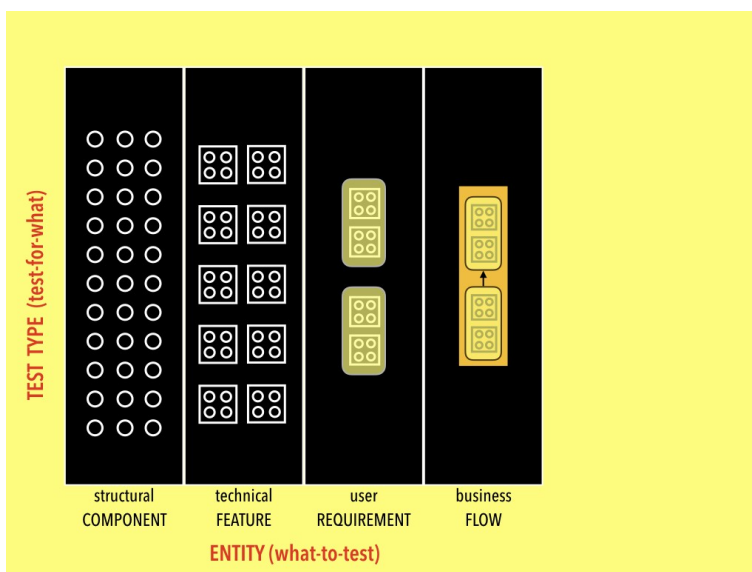 TEST TYPE (test-for-what)
structural
COMPONENT
technical
FEATURE
user
REQUIREMENT
business
FLOW
ENTITY (what-to-test)